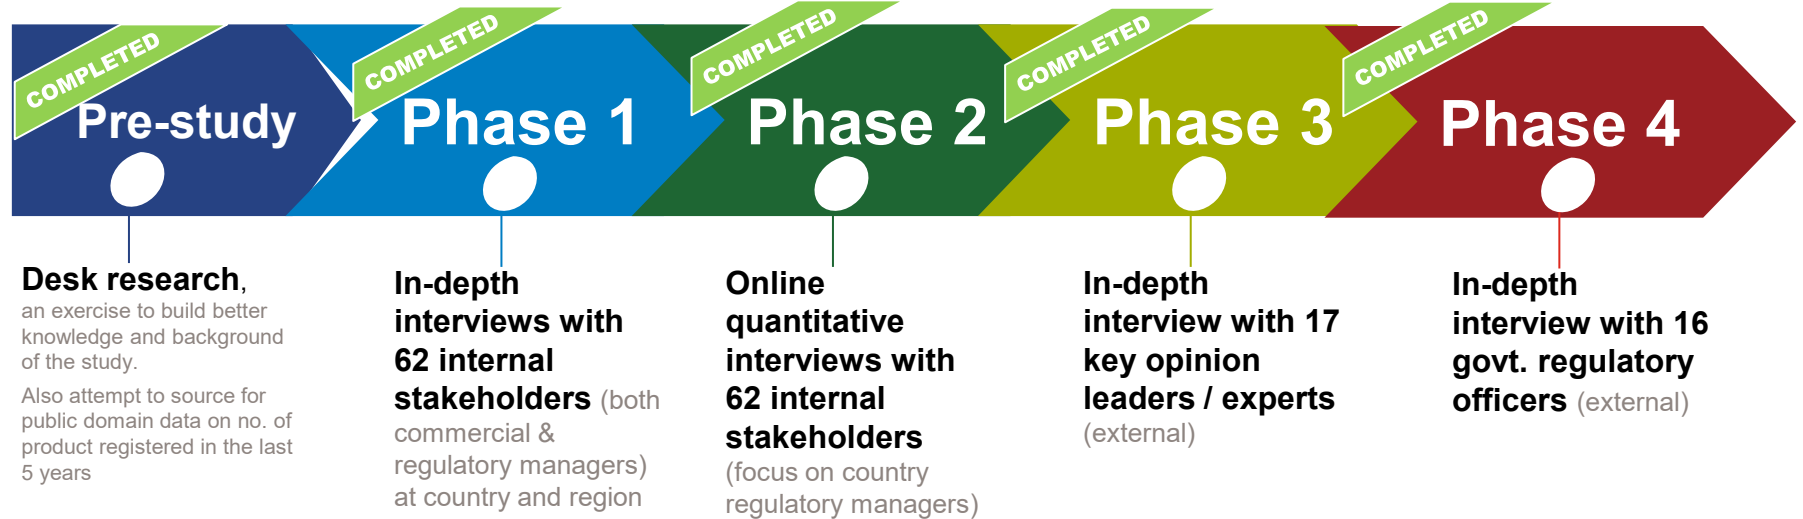 COMPLETED
Pre-study
Desk research,
an exercise to build better
knowledge and background
of the study.
Also attempt to source for
public domain data on no. of
product registered in the last
5 years
COMPLETED
Phase 1
In-depth
interviews with
62 internal
stakeholders (both
commercial &
regulatory managers)
at country and region
COMPLETED
Phase 2
Online
quantitative
interviews with
62 internal
stakeholders
(focus on country
regulatory managers)
COMPLETED
Phase 3
In-depth
interview with 17
key opinion
leaders / experts
(external)
COMPLETED
Phase 4
In-depth
interview with 16
govt. regulatory
officers (external)